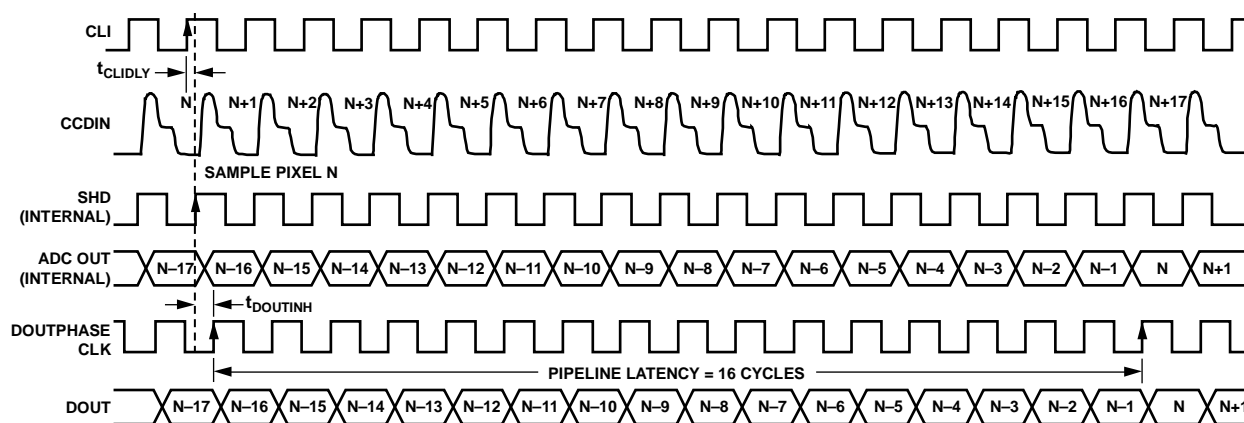 CLI
t_CLIDLY
N N+1 N+2 N+3 N+4 N+5 N+6 N+7 N+8 N+9 N+10 N+11 N+12 N+13 N+14 N+15 N+16 N+17
CCDIN
SAMPLE PIXEL N
SHD
(INTERNAL)
ADC OUT
(INTERNAL)
N–17 N–16 N–15 N–14 N–13 N–12 N–11 N–10 N–9 N–8 N–7 N–6 N–5 N–4 N–3 N–2 N–1 N N+1
t_DOUTINH
DOUTPHASE
CLK
PIPELINE LATENCY = 16 CYCLES
DOUT
N–17 N–16 N–15 N–14 N–13 N–12 N–11 N–10 N–9 N–8 N–7 N–6 N–5 N–4 N–3 N–2 N–1 N N+1